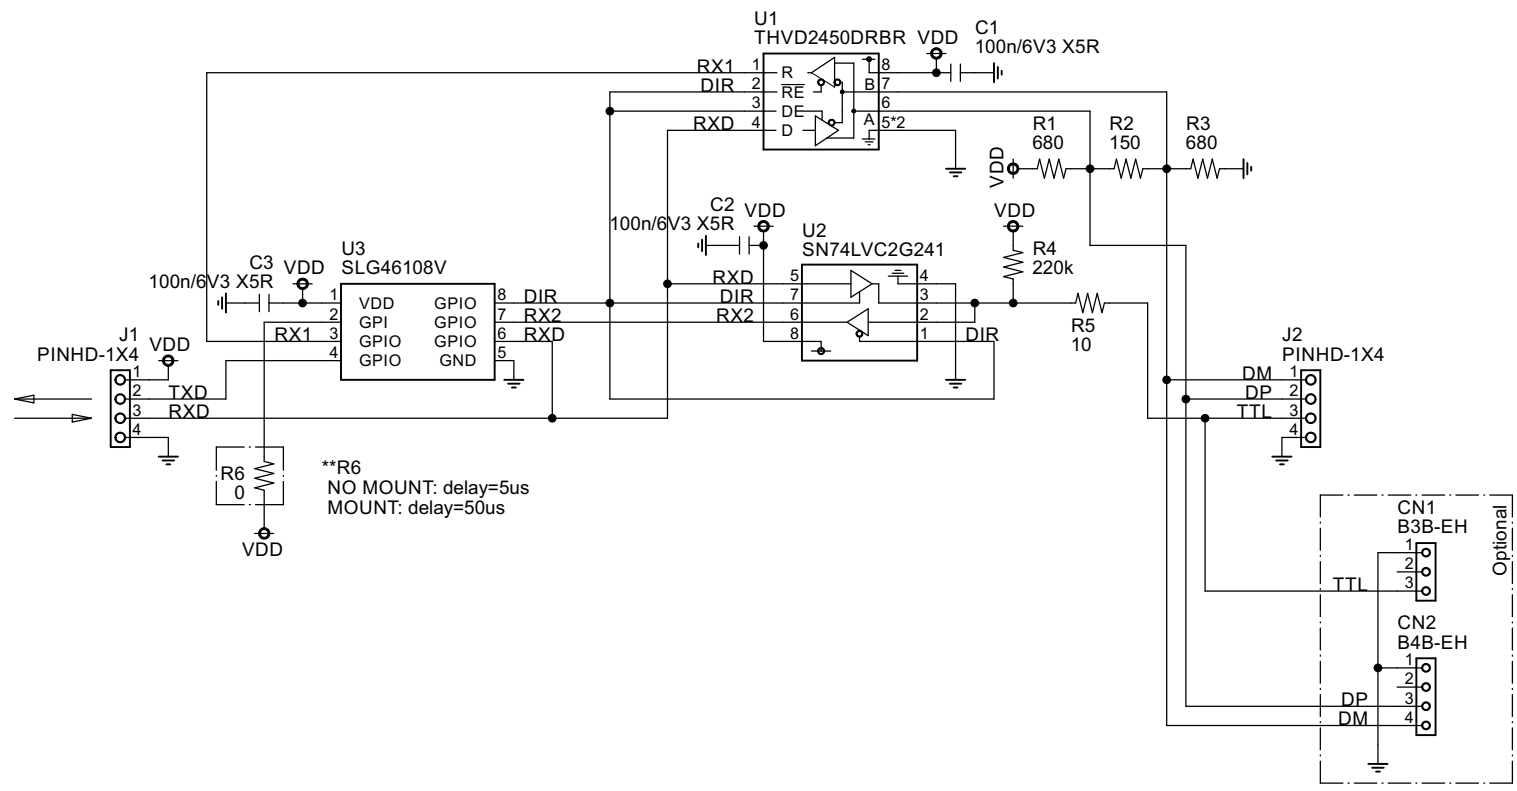 U1
THVD2450DRBR
VDD
C1
100n/6V3 X5R
RX1 1 R 8
DIR 2 RE B 7
3 DE 6
RXD 4 D A 5*2
R1
680
R2
150
R3
680
VDD
C2
100n/6V3 X5R
VDD
U2
SN74LVC2G241
VDD
R4
220k
RXD 5 4
DIR 7 3
RX2 6 2
8 1 DIR
R5
10
C3
100n/6V3 X5R
VDD
U3
SLG46108V
1 VDD GPIO 8 DIR
2 GPI GPIO 7 RX2
RX1 3 GPIO GPIO 6 RXD
4 GPIO GND 5
J1
PINHD-1X4
VDD
1
2 TXD
3 RXD
4
J2
PINHD-1X4
DM 1
DP 2
TTL 3
4
R6
0
VDD
**R6
NO MOUNT: delay=5us
MOUNT: delay=50us
Optional
CN1
B3B-EH
1
2
TTL 3
CN2
B4B-EH
1
2
DP 3
DM 4